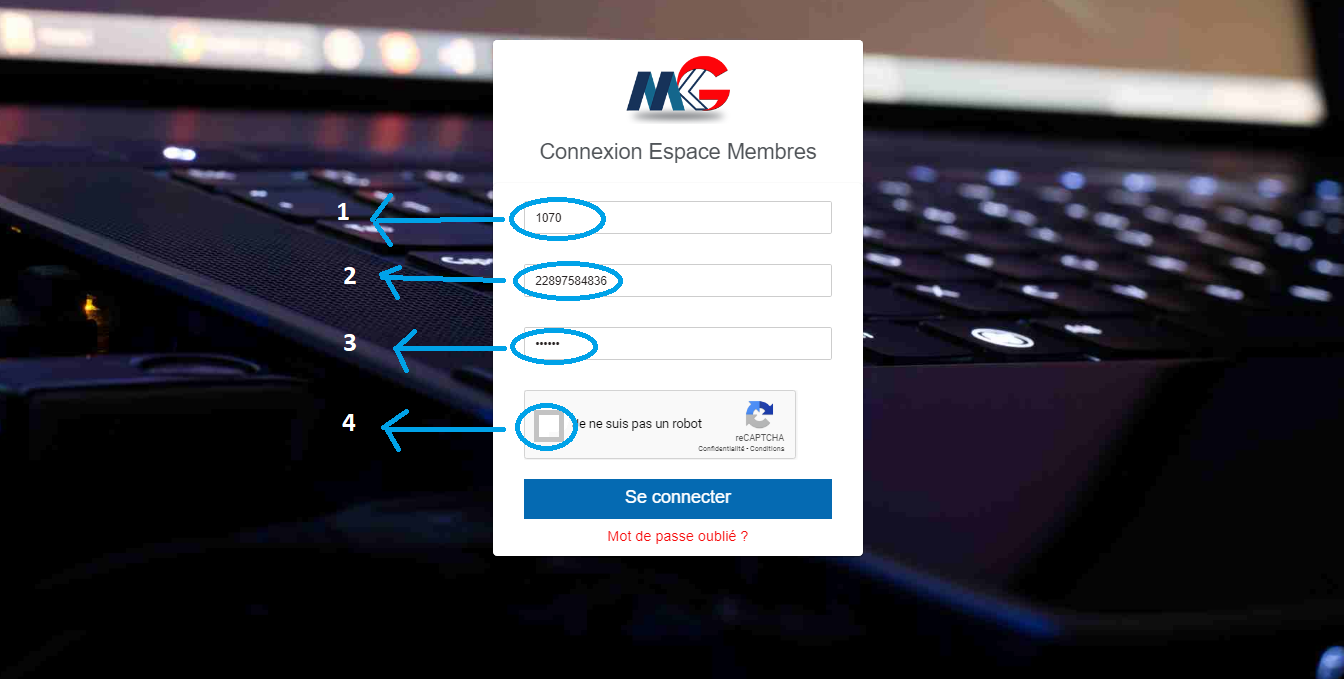 MKG
Connexion Espace Membres
1
1070
2
22897584836
3
••••••
4
Je ne suis pas un robot
reCAPTCHA
Confidentialité - Conditions
Se connecter
Mot de passe oublié ?